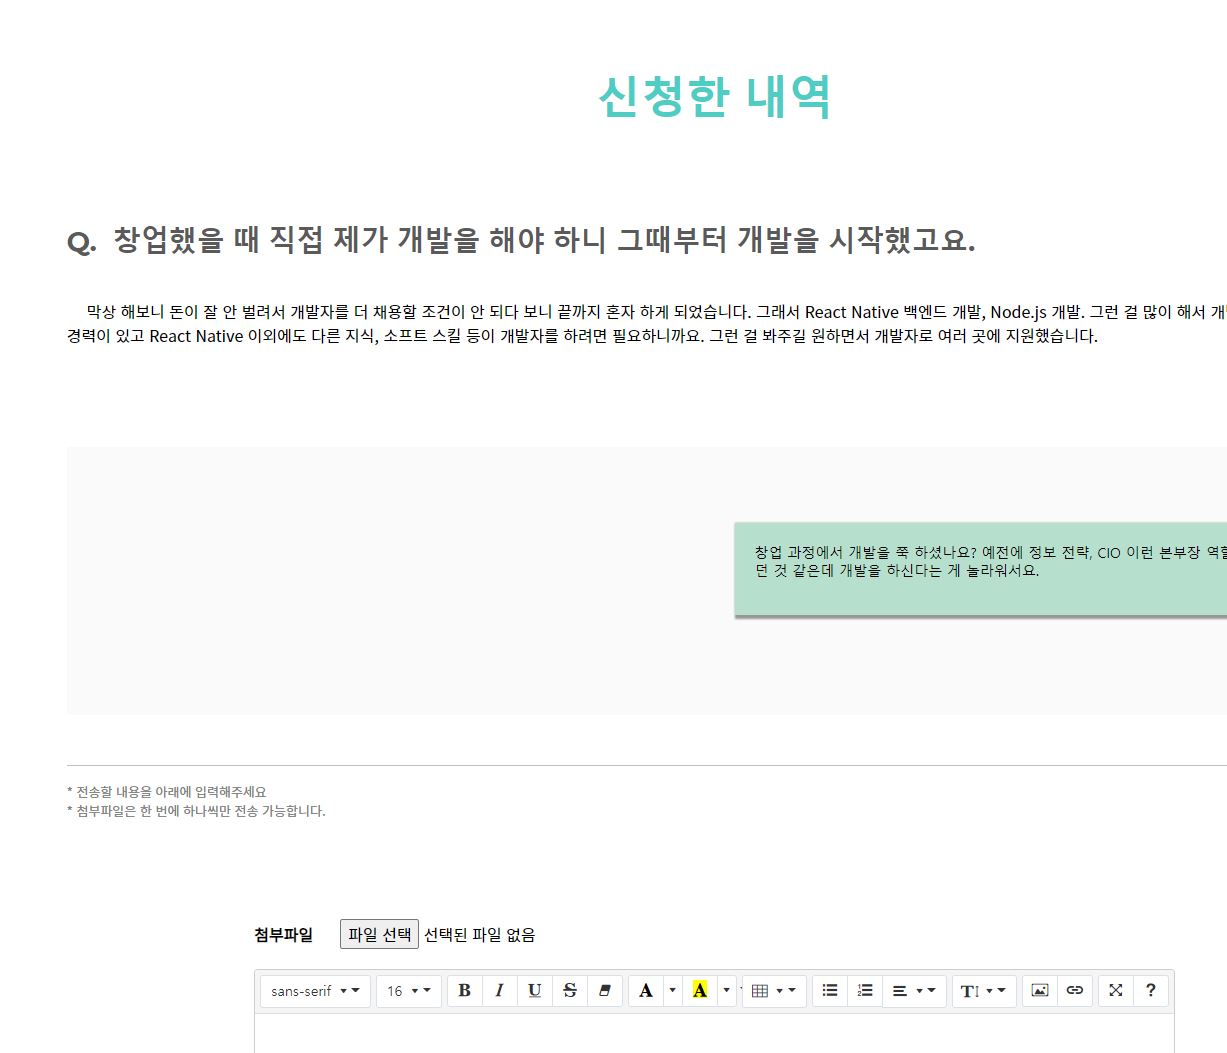 신청한 내역
Q. 창업했을 때 직접 제가 개발을 해야 하니 그때부터 개발을 시작했고요.
막상 해보니 돈이 잘 안 벌려서 개발자를 더 채용할 조건이 안 되다 보니 끝까지 혼자 하게 되었습니다. 그래서 React Native 백엔드 개발, Node.js 개발. 그런 걸 많이 해서
경력이 있고 React Native 이외에도 다른 지식, 소프트 스킬 등이 개발자를 하려면 필요하니까요. 그런 걸 봐주길 원하면서 개발자로 여러 곳에 지원했습니다.
창업 과정에서 개발을 쭉 하셨나요? 예전에 정보 전략, CIO 이런 본부장
던 것 같은데 개발을 하신다는 게 놀라워서요.
* 전송할 내용을 아래에 입력해주세요
* 첨부파일은 한 번에 하나씩만 전송 가능합니다.
첨부파일 파일 선택 선택된 파일 없음
sans-serif 16 B I U S A A T ?